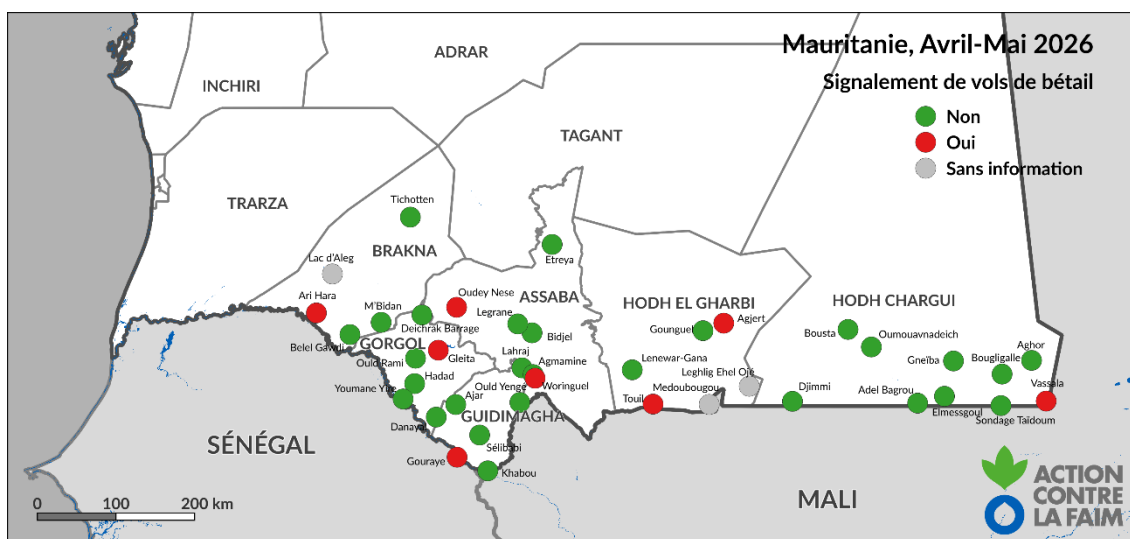 Mauritanie, Avril-Mai 2026
Signalement de vols de bétail
Non
Oui
Sans information
ADRAR
INCHIRI
TAGANT
TRARZA
Tichotten
BRAKNA
Etreya
Lac d'Aleg
Ari Hara
M'Bidan
Oudey Nese
ASSABA
Legrane
HODH EL GHARBI
HODH CHARGUI
Deichrak Barrage
Belel Gawdi
GORGOL
Bidjel
Gounguel
Agjert
Bousta
Oumouavnadeich
Gleita
Ould Rami
Lahraj
Agmamine
Lenewar-Gana
Gneïba
Aghor
Bougligalle
Hadad
Youmane Yire
Ould Yenge
Woringuel
Leghlig Ehel Ojé
Medoubougou
Touil
Djimmi
Adel Bagrou
Elmessgoul
Vassala
Sondage Taïdoum
Ajar
GUIDIMAGHA
Danayal
Sélibabi
Gouraye
Khabou
SÉNÉGAL
MALI
0 100 200 km
ACTION
CONTRE
LA FAIM